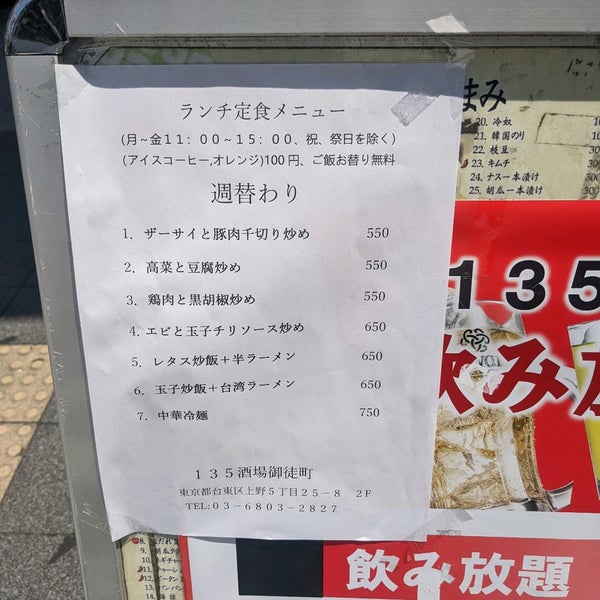 ランチ定食メニュー
(月~金11：00~15：00、祝、祭日を除く)
(アイスコーヒー,オレンジ)100円、ご飯お替り無料
週替わり
1. ザーサイと豚肉千切り炒め 550
2. 高菜と豆腐炒め 550
3. 鶏肉と黒胡椒炒め 550
4. エビと玉子チリソース炒め 650
5. レタス炒飯＋半ラーメン 650
6. 玉子炒飯＋台湾ラーメン 650
7. 中華冷麺 750
１３５酒場御徒町
東京都台東区上野５丁目２５－８ ２F
TEL:０３－６８０３－２８２７
まみ
20. 冷奴
21. 韓国のり
22. 枝豆
23. キムチ
24. ナス一本漬け 300
25. 胡瓜一本漬け 300
135
飲み放
飲み放題